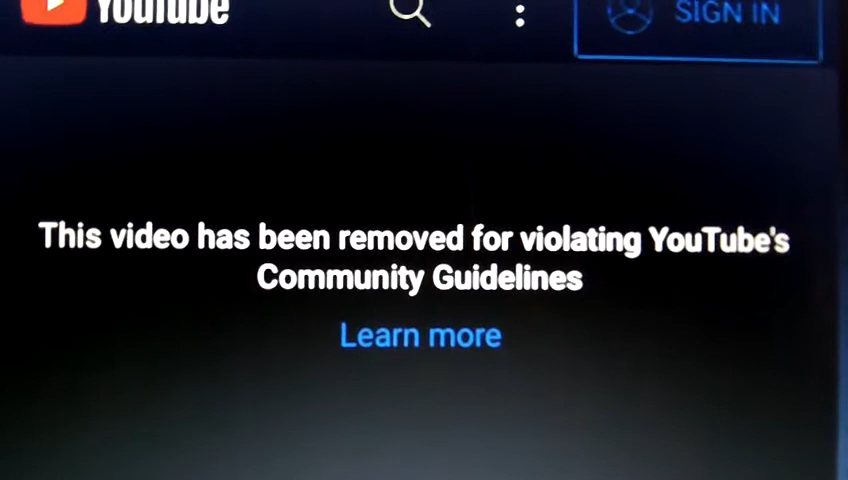 YouTube
SIGN IN
This video has been removed for violating YouTube's
Community Guidelines
Learn more